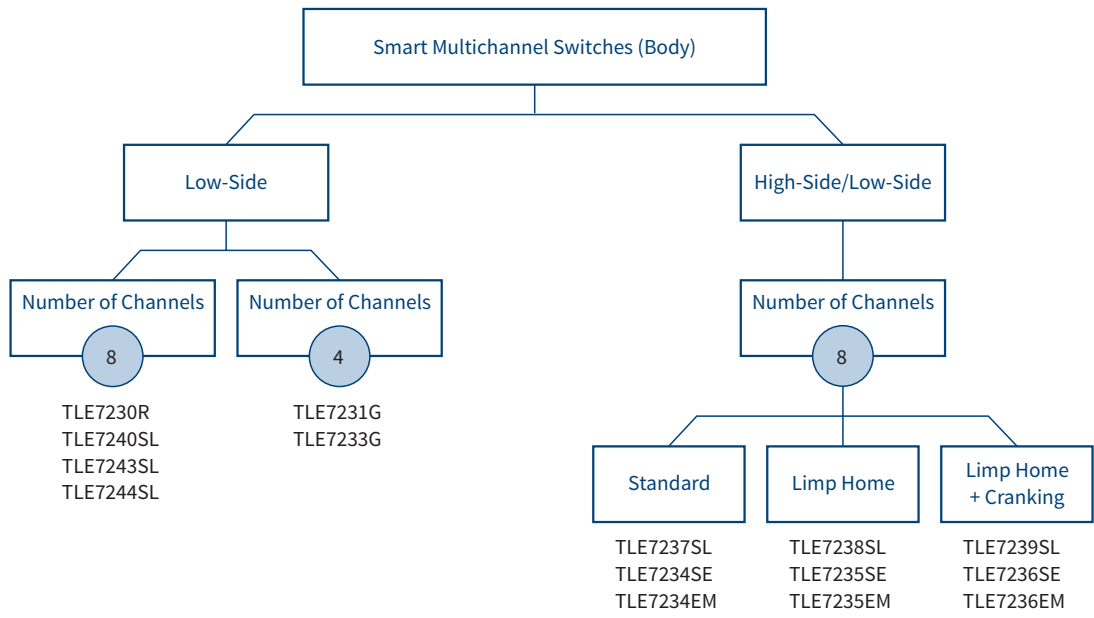 Smart Multichannel Switches (Body)
Low-Side
High-Side/Low-Side
Number of Channels
8
TLE7230R
TLE7240SL
TLE7243SL
TLE7244SL
Number of Channels
4
TLE7231G
TLE7233G
Number of Channels
8
Standard
TLE7237SL
TLE7234SE
TLE7234EM
Limp Home
TLE7238SL
TLE7235SE
TLE7235EM
Limp Home
+ Cranking
TLE7239SL
TLE7236SE
TLE7236EM